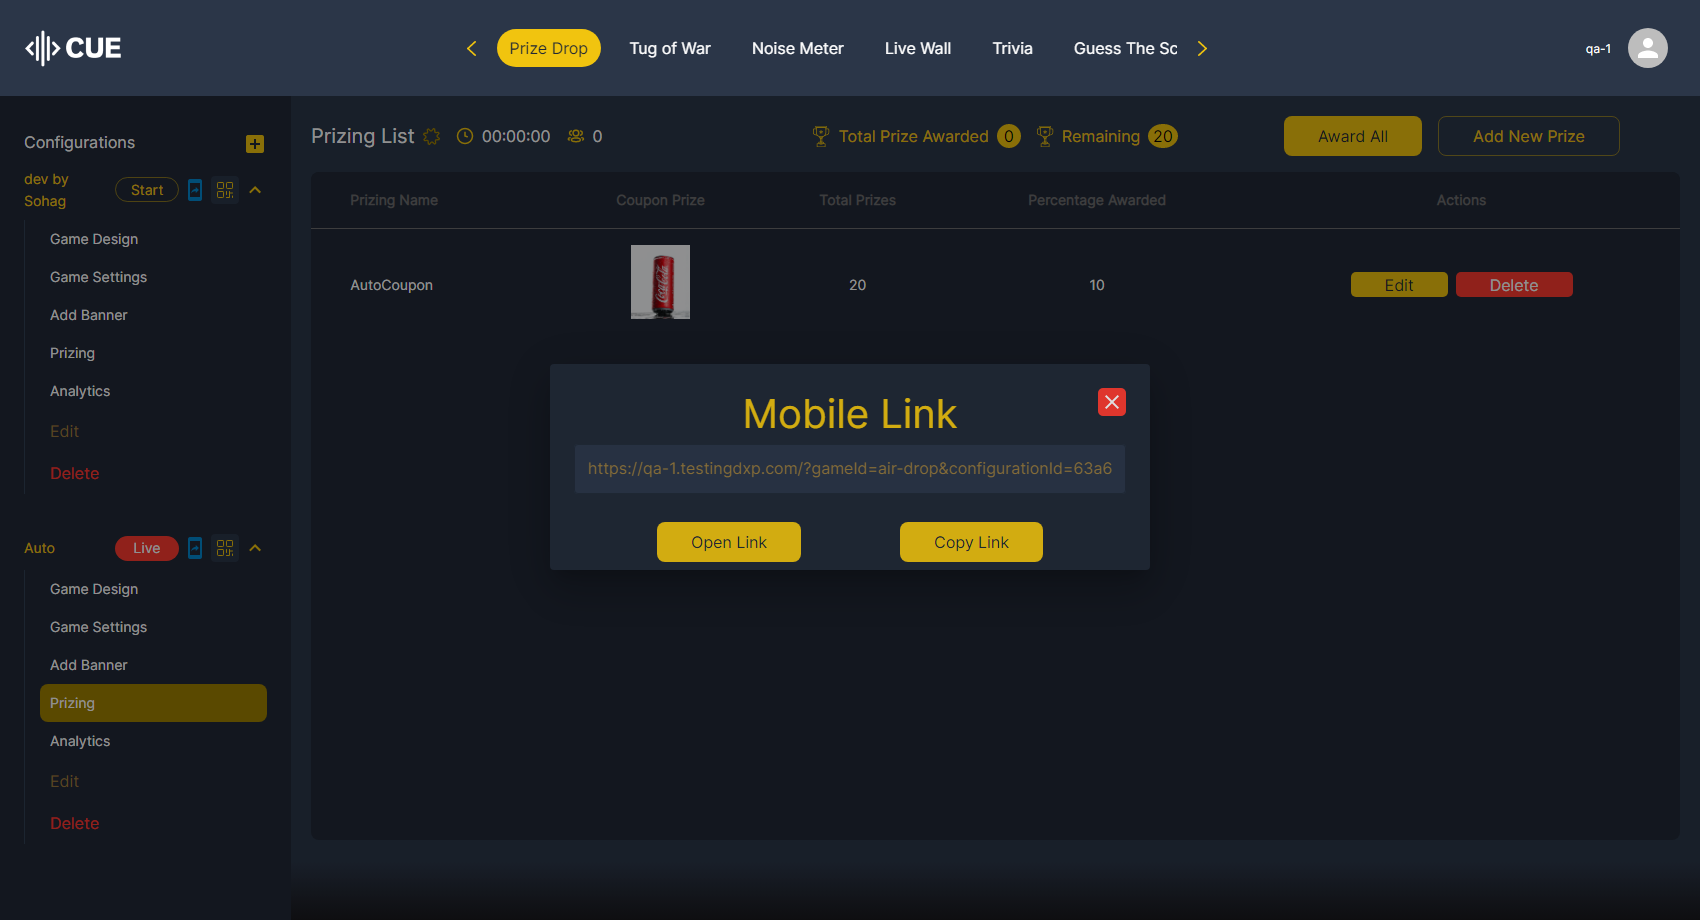 CUE
Prize Drop
Tug of War
Noise Meter
Live Wall
Trivia
Guess The Sc
qa-1
Configurations
dev by
Sohag
Start
Game Design
Game Settings
Add Banner
Prizing
Analytics
Edit
Delete
Auto
Live
Game Design
Game Settings
Add Banner
Prizing
Analytics
Edit
Delete
Prizing List
00:00:00
0
Total Prize Awarded 0
Remaining 20
Award All
Add New Prize
Prizing Name
Coupon Prize
Total Prizes
Percentage Awarded
Actions
AutoCoupon
Coca-Cola
20
10
Edit
Delete
Mobile Link
https://qa-1.testingdxp.com/?gameId=air-drop&configurationId=63a6
Open Link
Copy Link